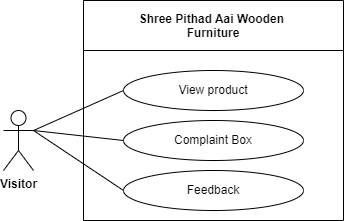 Shree Pithad Aai Wooden
Furniture
View product
Complaint Box
Visitor
Feedback